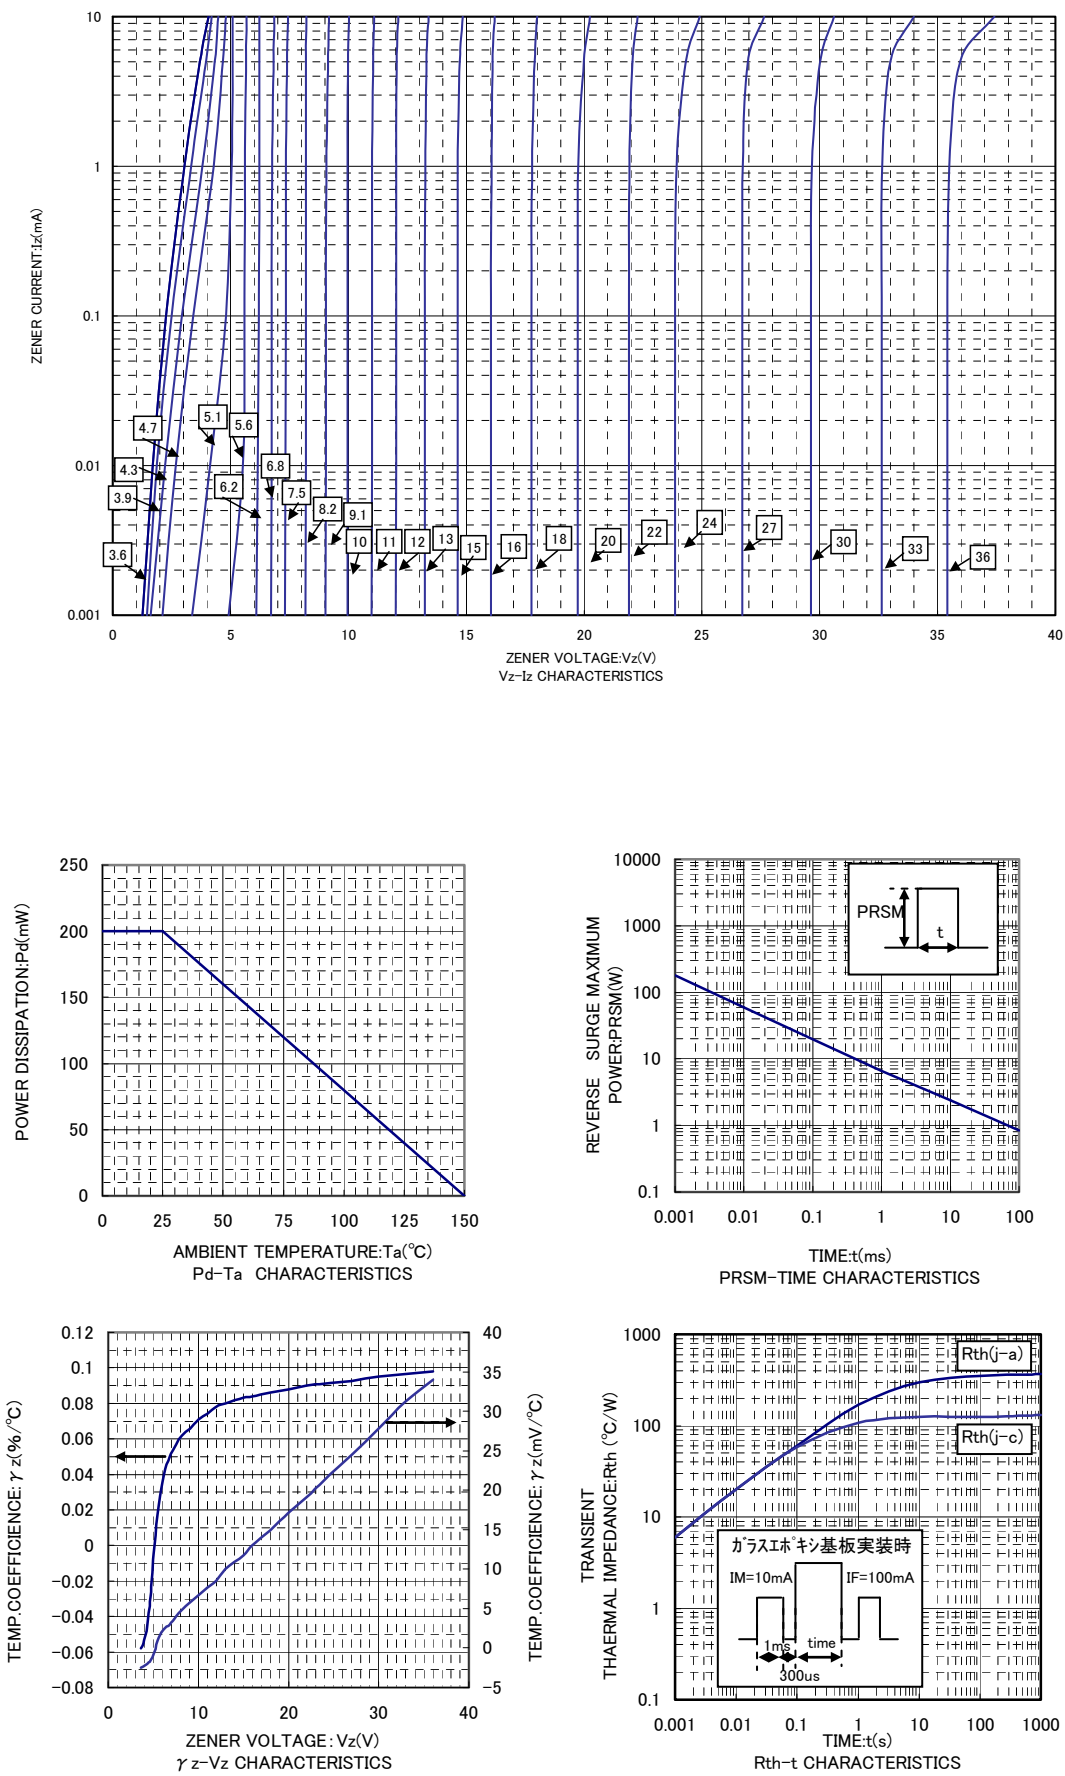 10
1
0.1
0.01
0.001
ZENER CURRENT:Iz(mA)
4.7
5.1
5.6
4.3
6.8
3.9
6.2
7.5
8.2
9.1
3.6
10
11
12
13
15
16
18
20
22
24
27
30
33
36
0 5 10 15 20 25 30 35 40
ZENER VOLTAGE:Vz(V)
Vz-Iz CHARACTERISTICS
250
200
150
100
50
0
POWER DISSIPATION:Pd(mW)
0 25 50 75 100 125 150
AMBIENT TEMPERATURE:Ta(℃)
Pd-Ta CHARACTERISTICS
10000
1000
100
10
1
0.1
REVERSE SURGE MAXIMUM
POWER:PRSM(W)
PRSM
t
0.001 0.01 0.1 1 10 100
TIME:t(ms)
PRSM-TIME CHARACTERISTICS
0.12
0.1
0.08
0.06
0.04
0.02
0
-0.02
-0.04
-0.06
-0.08
TEMP.COEFFICIENCE:γz(%/℃)
40
35
30
25
20
15
10
5
0
-5
TEMP.COEFFICIENCE:γz(mV/℃)
0 10 20 30 40
ZENER VOLTAGE:Vz(V)
γz-Vz CHARACTERISTICS
1000
100
10
1
0.1
TRANSIENT
THAERMAL IMPEDANCE:Rth (℃/W)
Rth(j-a)
Rth(j-c)
ｶﾞﾗｽｴﾎﾟｷｼ基板実装時
IM=10mA IF=100mA
1ms time
300us
0.001 0.01 0.1 1 10 100 1000
TIME:t(s)
Rth-t CHARACTERISTICS